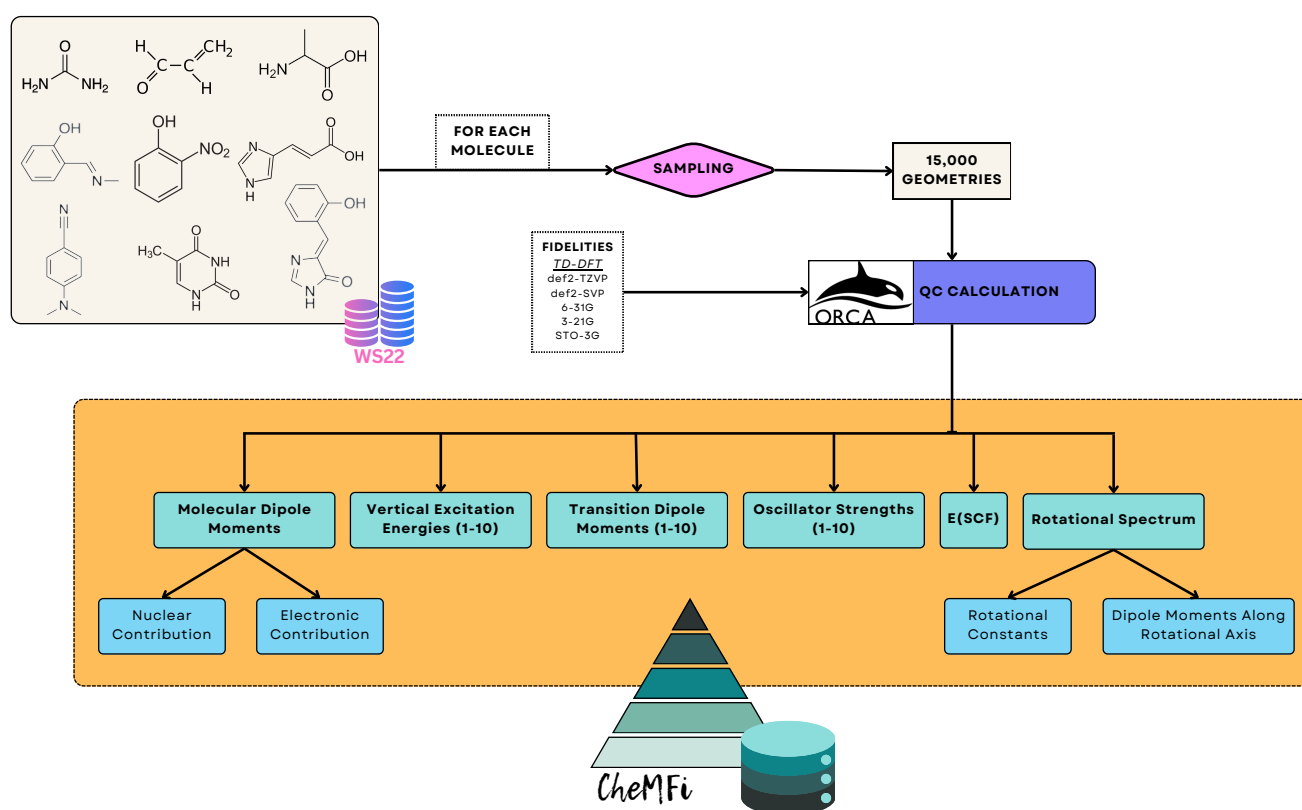 O
H₂N
NH₂
H
CH₂
C
C
O
H
H₂N
OH
O
OH
N
OH
NO₂
N
N
H
O
OH
N
N
H₃C
O
NH
N
H
O
OH
N
N
H
O
WS22
FOR EACH
MOLECULE
SAMPLING
15,000
GEOMETRIES
FIDELITIES
TD-DFT
def2-TZVP
def2-SVP
6-31G
3-21G
STO-3G
ORCA
QC CALCULATION
Molecular Dipole
Moments
Vertical Excitation
Energies (1-10)
Transition Dipole
Moments (1-10)
Oscillator Strengths
(1-10)
E(SCF)
Rotational Spectrum
Nuclear
Contribution
Electronic
Contribution
Rotational
Constants
Dipole Moments Along
Rotational Axis
CheMFi